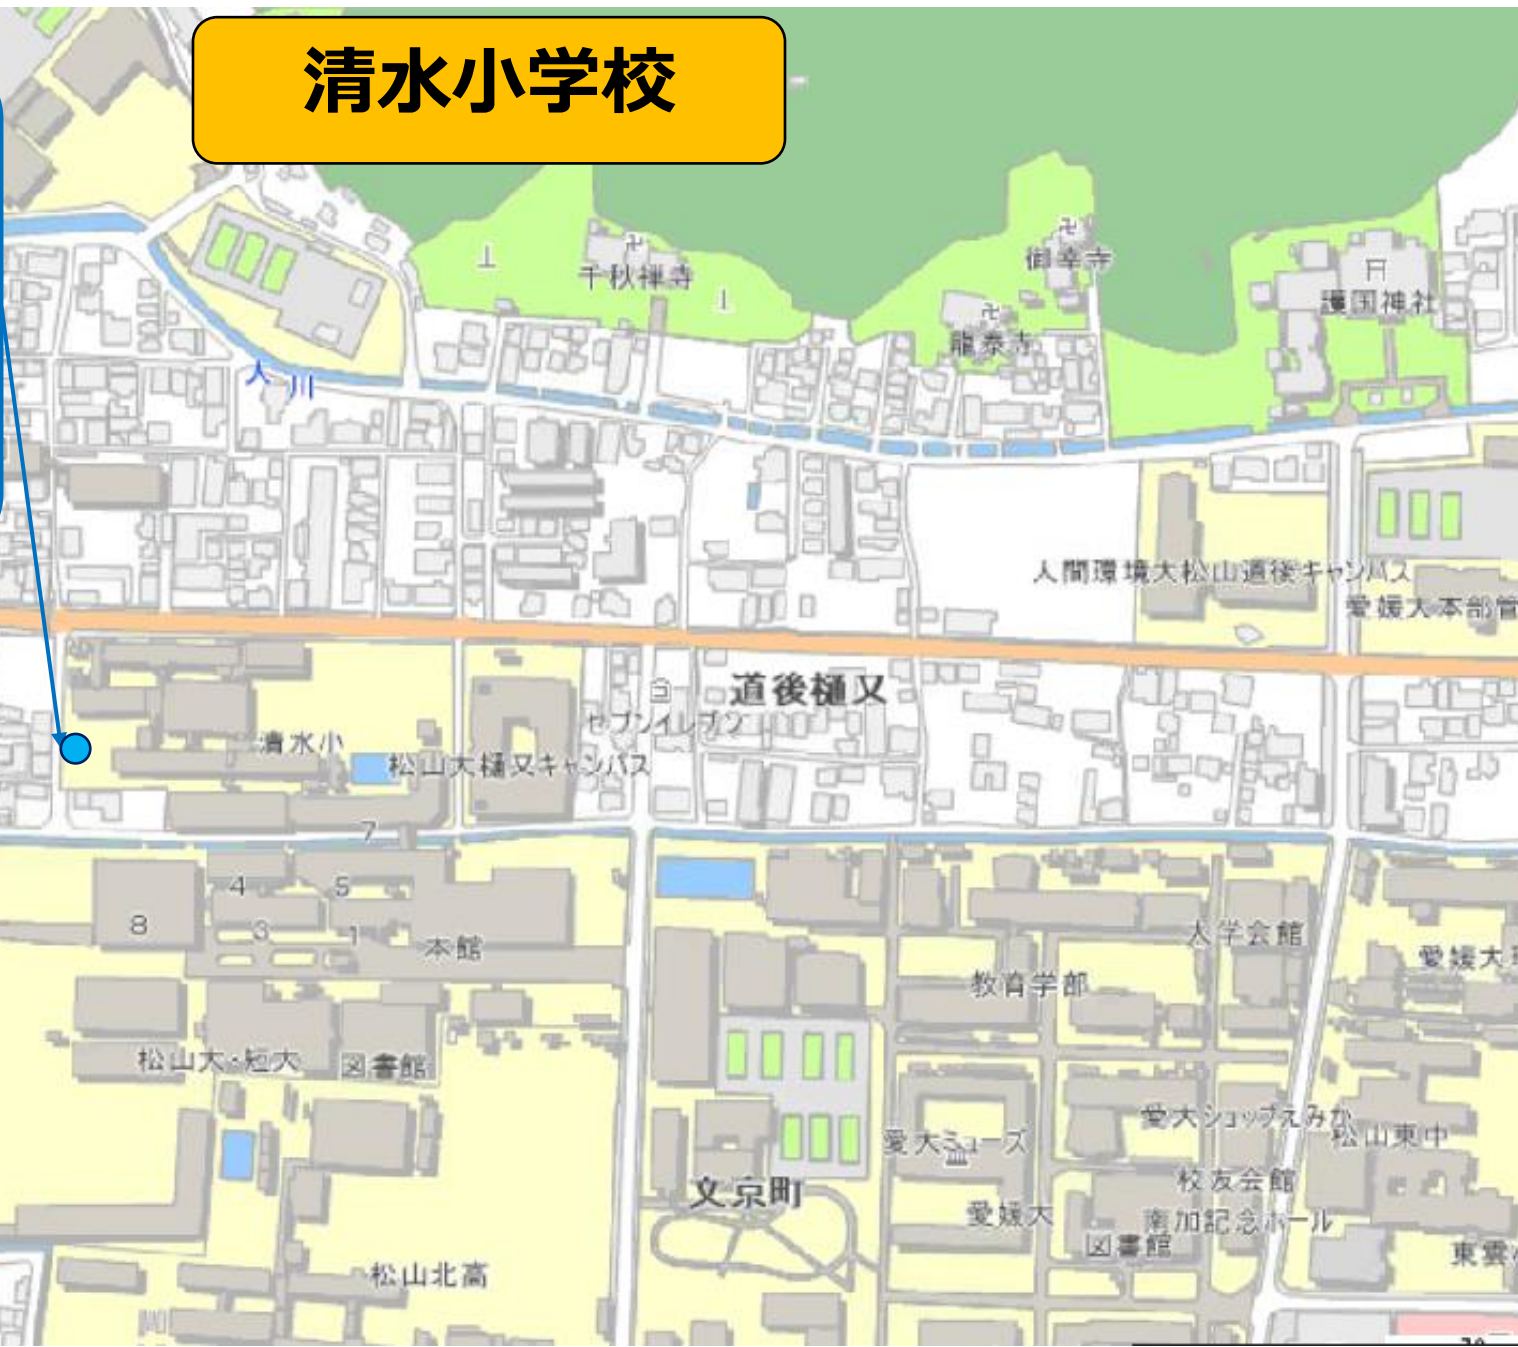 清水小学校
千秋禅寺
御幸寺
護国神社
龍泰寺
大川
人間環境大松山道後キャンパス
愛媛大本部管
道後樋又
セブンイレブン
清水小
松山大樋又キャンパス
7
4
5
8
3
1
本館
大学会館
愛媛大
教育学部
松山大・短大
図書館
愛大ショップえみか
松山東中
愛大ミューズ
文京町
校友会館
愛媛大
南加記念ホール
図書館
東雲
松山北高